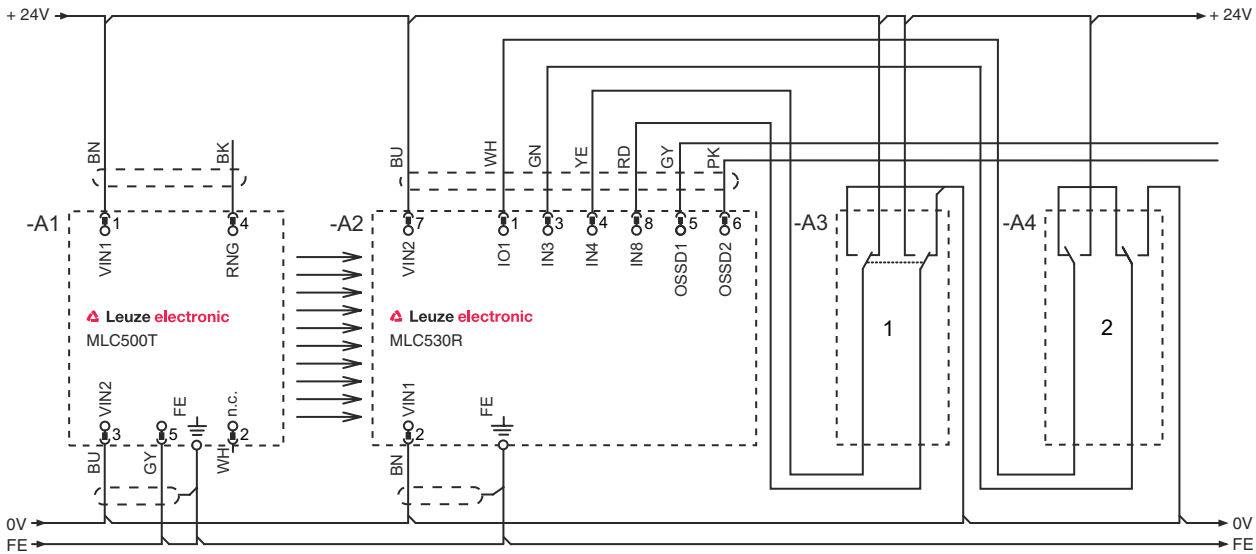 + 24V
+ 24V
BN
BK
BU
WH
GN
YE
RD
GY
PK
-A1
1
4
-A2
7
1
3
4
8
5
6
-A3
-A4
VIN1
RNG
VIN2
IO1
IN3
IN4
IN8
OSSD1
OSSD2
Leuze electronic
MLC500T
Leuze electronic
MLC530R
1
2
VIN2
FE
n.c.
VIN1
FE
3
5
2
2
BU
GY
WH
BN
0V
0V
FE
FE